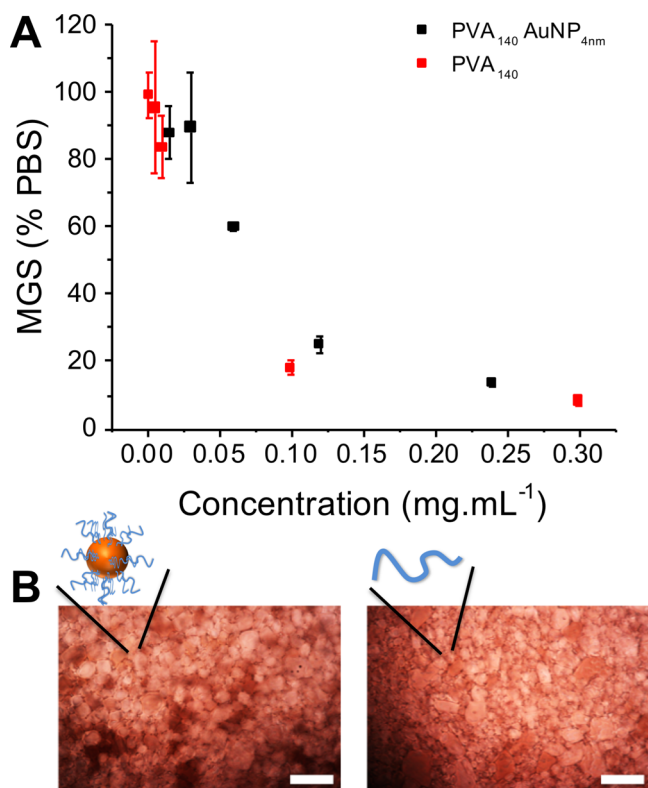 A
PVA₁₄₀ AuNP₄ₙₘ
PVA₁₄₀
MGS (% PBS)
120
100
80
60
40
20
0
0.00 0.05 0.10 0.15 0.20 0.25 0.30
Concentration (mg.mL⁻¹)
B